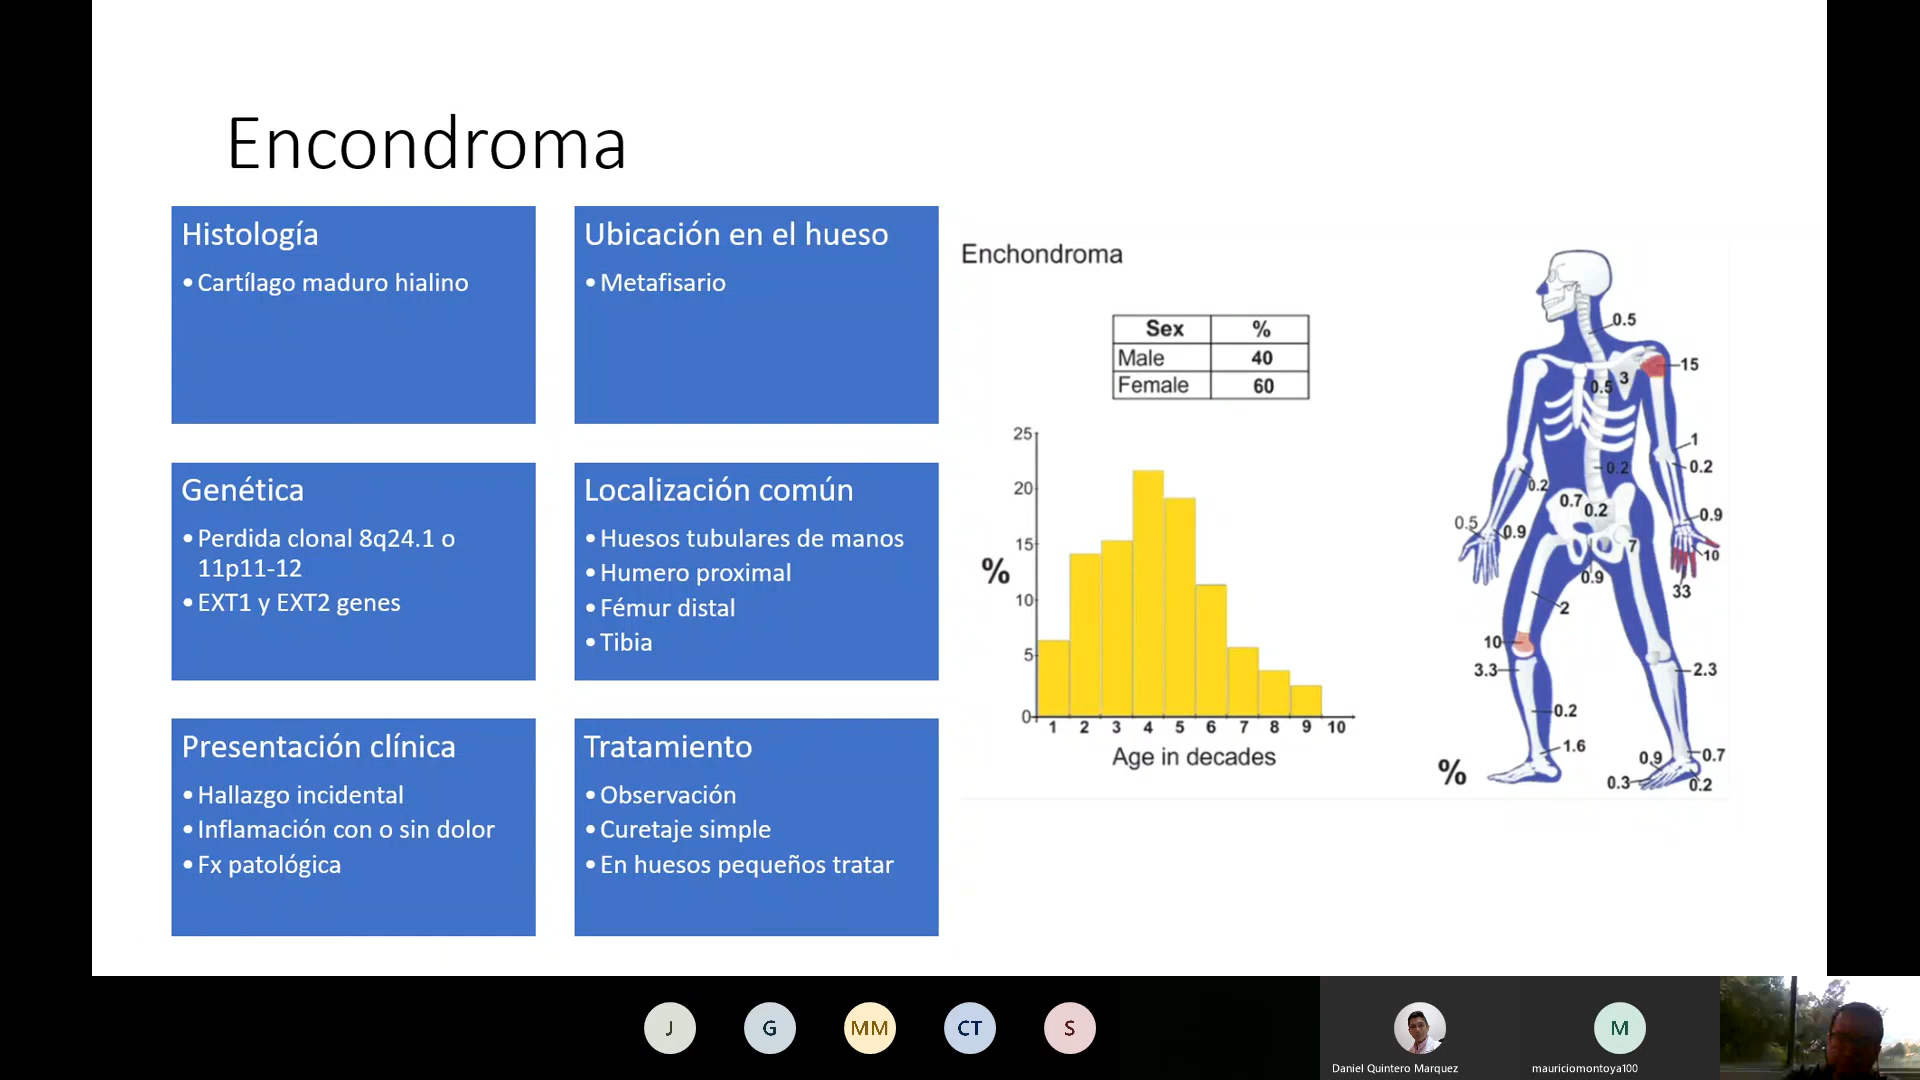 Encondroma
Histología
•Cartílago maduro hialino
Ubicación en el hueso
•Metafisario
Genética
•Perdida clonal 8q24.1 o
11p11-12
•EXT1 y EXT2 genes
Localización común
•Huesos tubulares de manos
•Humero proximal
•Fémur distal
•Tibia
Presentación clínica
•Hallazgo incidental
•Inflamación con o sin dolor
•Fx patológica
Tratamiento
•Observación
•Curetaje simple
•En huesos pequeños tratar
Enchondroma
Sex %
Male 40
Female 60
25
20
15
10
5
0
%
1 2 3 4 5 6 7 8 9 10
Age in decades
0.5
15
0.5 3
1
0.2
0.2
0.2
0.7
0.2
0.9
0.5
0.9
7
10
0.9
33
2
10
3.3
2.3
0.2
1.6
0.9
0.7
0.3
0.2
%
J
G
MM
CT
S
Daniel Quintero Marquez
M
mauriciomontoya100